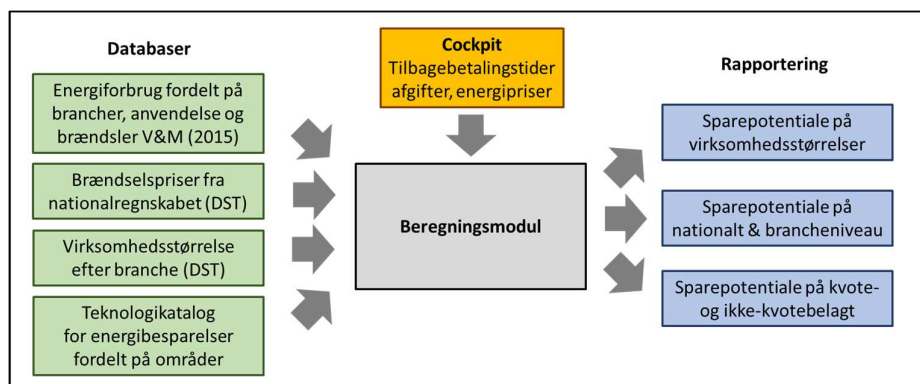 Databaser
Energiforbrug fordelt på
brancher, anvendelse og
brændsler V&M (2015)
Brændselspriser fra
nationalregnskabet (DST)
Virksomhedsstørrelse
efter branche (DST)
Teknologikatalog
for energibesparelser
fordelt på områder
Cockpit
Tilbagebetalingstider
afgifter, energipriser
Beregningsmodul
Rapportering
Sparepotentiale på
virksomhedsstørrelser
Sparepotentiale på
nationalt & brancheniveau
Sparepotentiale på kvote-
og ikke-kvotebelagt